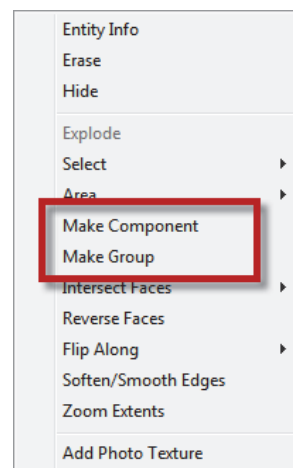 Entity Info
Erase
Hide
Explode
Select
Area
Make Component
Make Group
Intersect Faces
Reverse Faces
Flip Along
Soften/Smooth Edges
Zoom Extents
Add Photo Texture